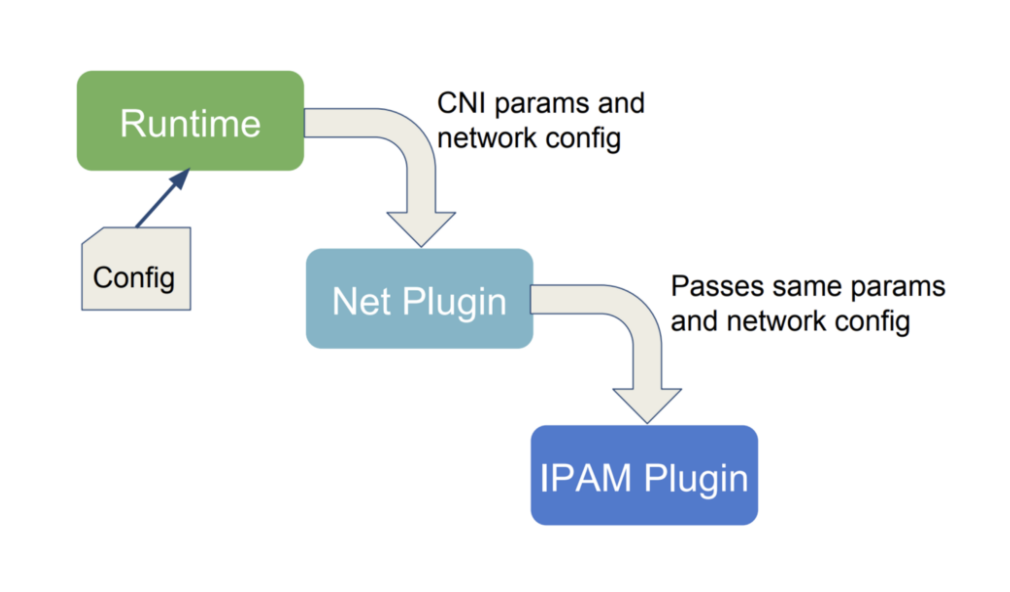 Runtime
CNI params and
network config
Config
Net Plugin
Passes same params
and network config
IPAM Plugin